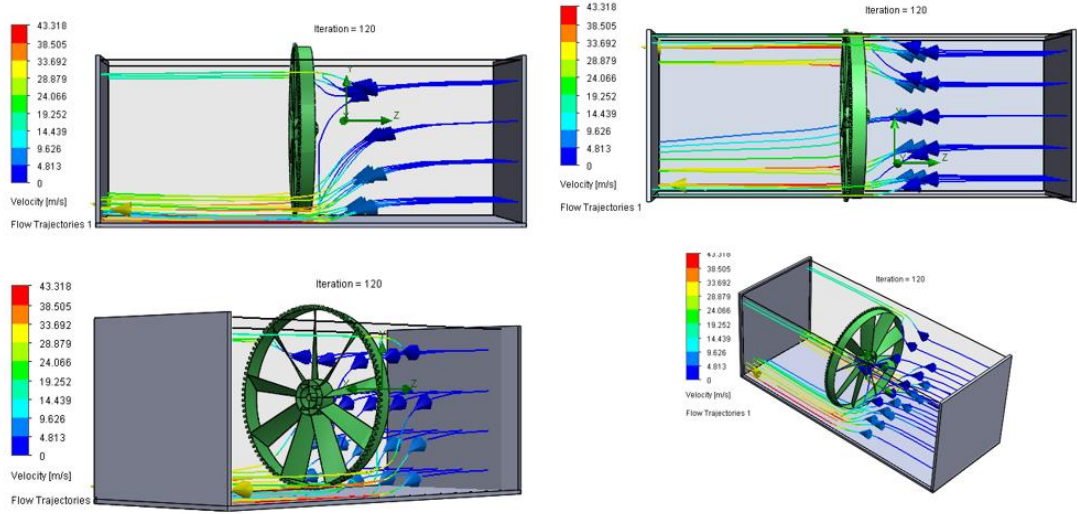 43.318
38.505
33.692
28.879
24.066
19.252
14.439
9.626
4.813
0
Velocity [m/s]
Flow Trajectories 1
Iteration = 120
Y
Z
43.318
38.505
33.692
28.879
24.066
19.252
14.439
9.626
4.813
0
Velocity [m/s]
Flow Trajectories 1
Iteration = 120
Z
43.318
38.505
33.692
28.879
24.066
19.252
14.439
9.626
4.813
0
Velocity [m/s]
Flow Trajectories 1
Iteration = 120
Z
43.318
38.505
33.692
28.879
24.066
19.252
14.439
9.626
4.813
0
Velocity [m/s]
Flow Trajectories 1
Iteration = 120